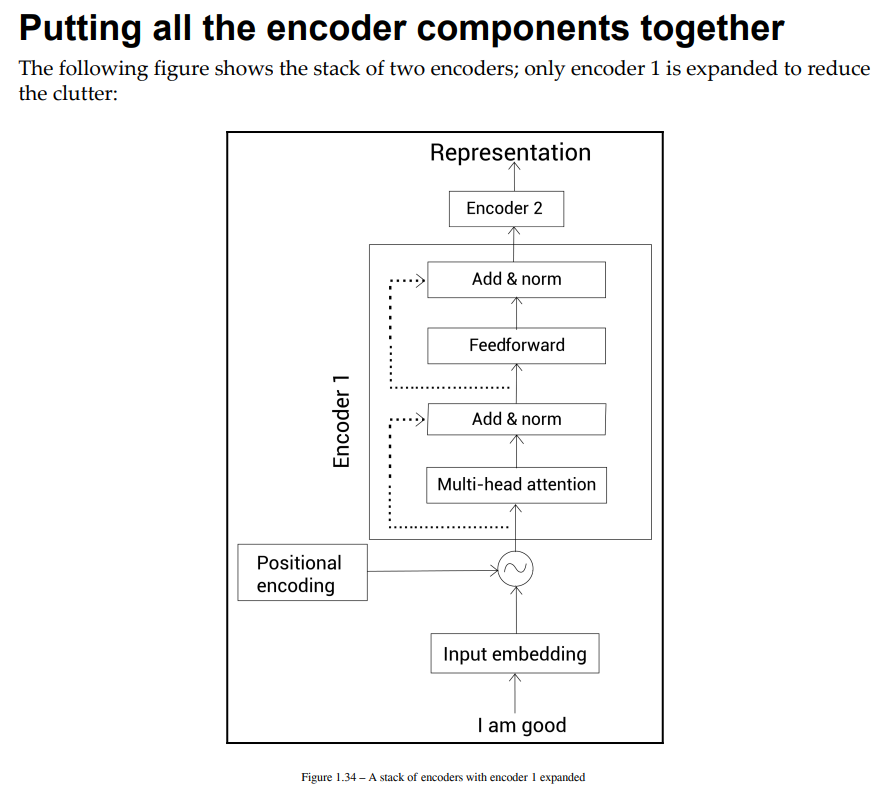 Putting all the encoder components together
The following figure shows the stack of two encoders; only encoder 1 is expanded to reduce
the clutter:
Representation
Encoder 2
Add & norm
Feedforward
Encoder 1
Add & norm
Multi-head attention
Positional
encoding
Input embedding
I am good
Figure 1.34 – A stack of encoders with encoder 1 expanded